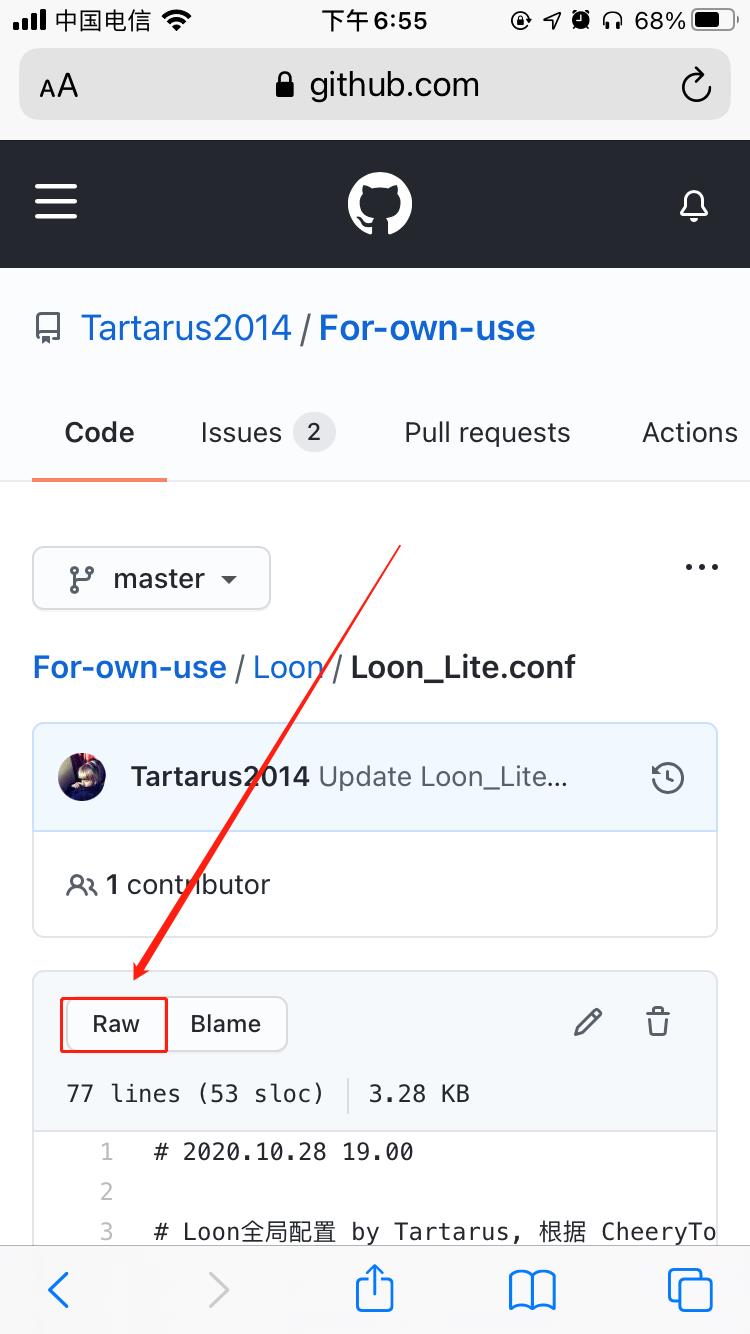 中国电信 下午6:55 68%
AA github.com
Tartarus2014 / For-own-use
Code Issues 2 Pull requests Actions
master
For-own-use / Loon / Loon_Lite.conf
Tartarus2014 Update Loon_Lite...
1 contributor
Raw Blame
77 lines (53 sloc) 3.28 KB
1 # 2020.10.28 19.00
2
3 # Loon全局配置 by Tartarus, 根据 CheeryTo